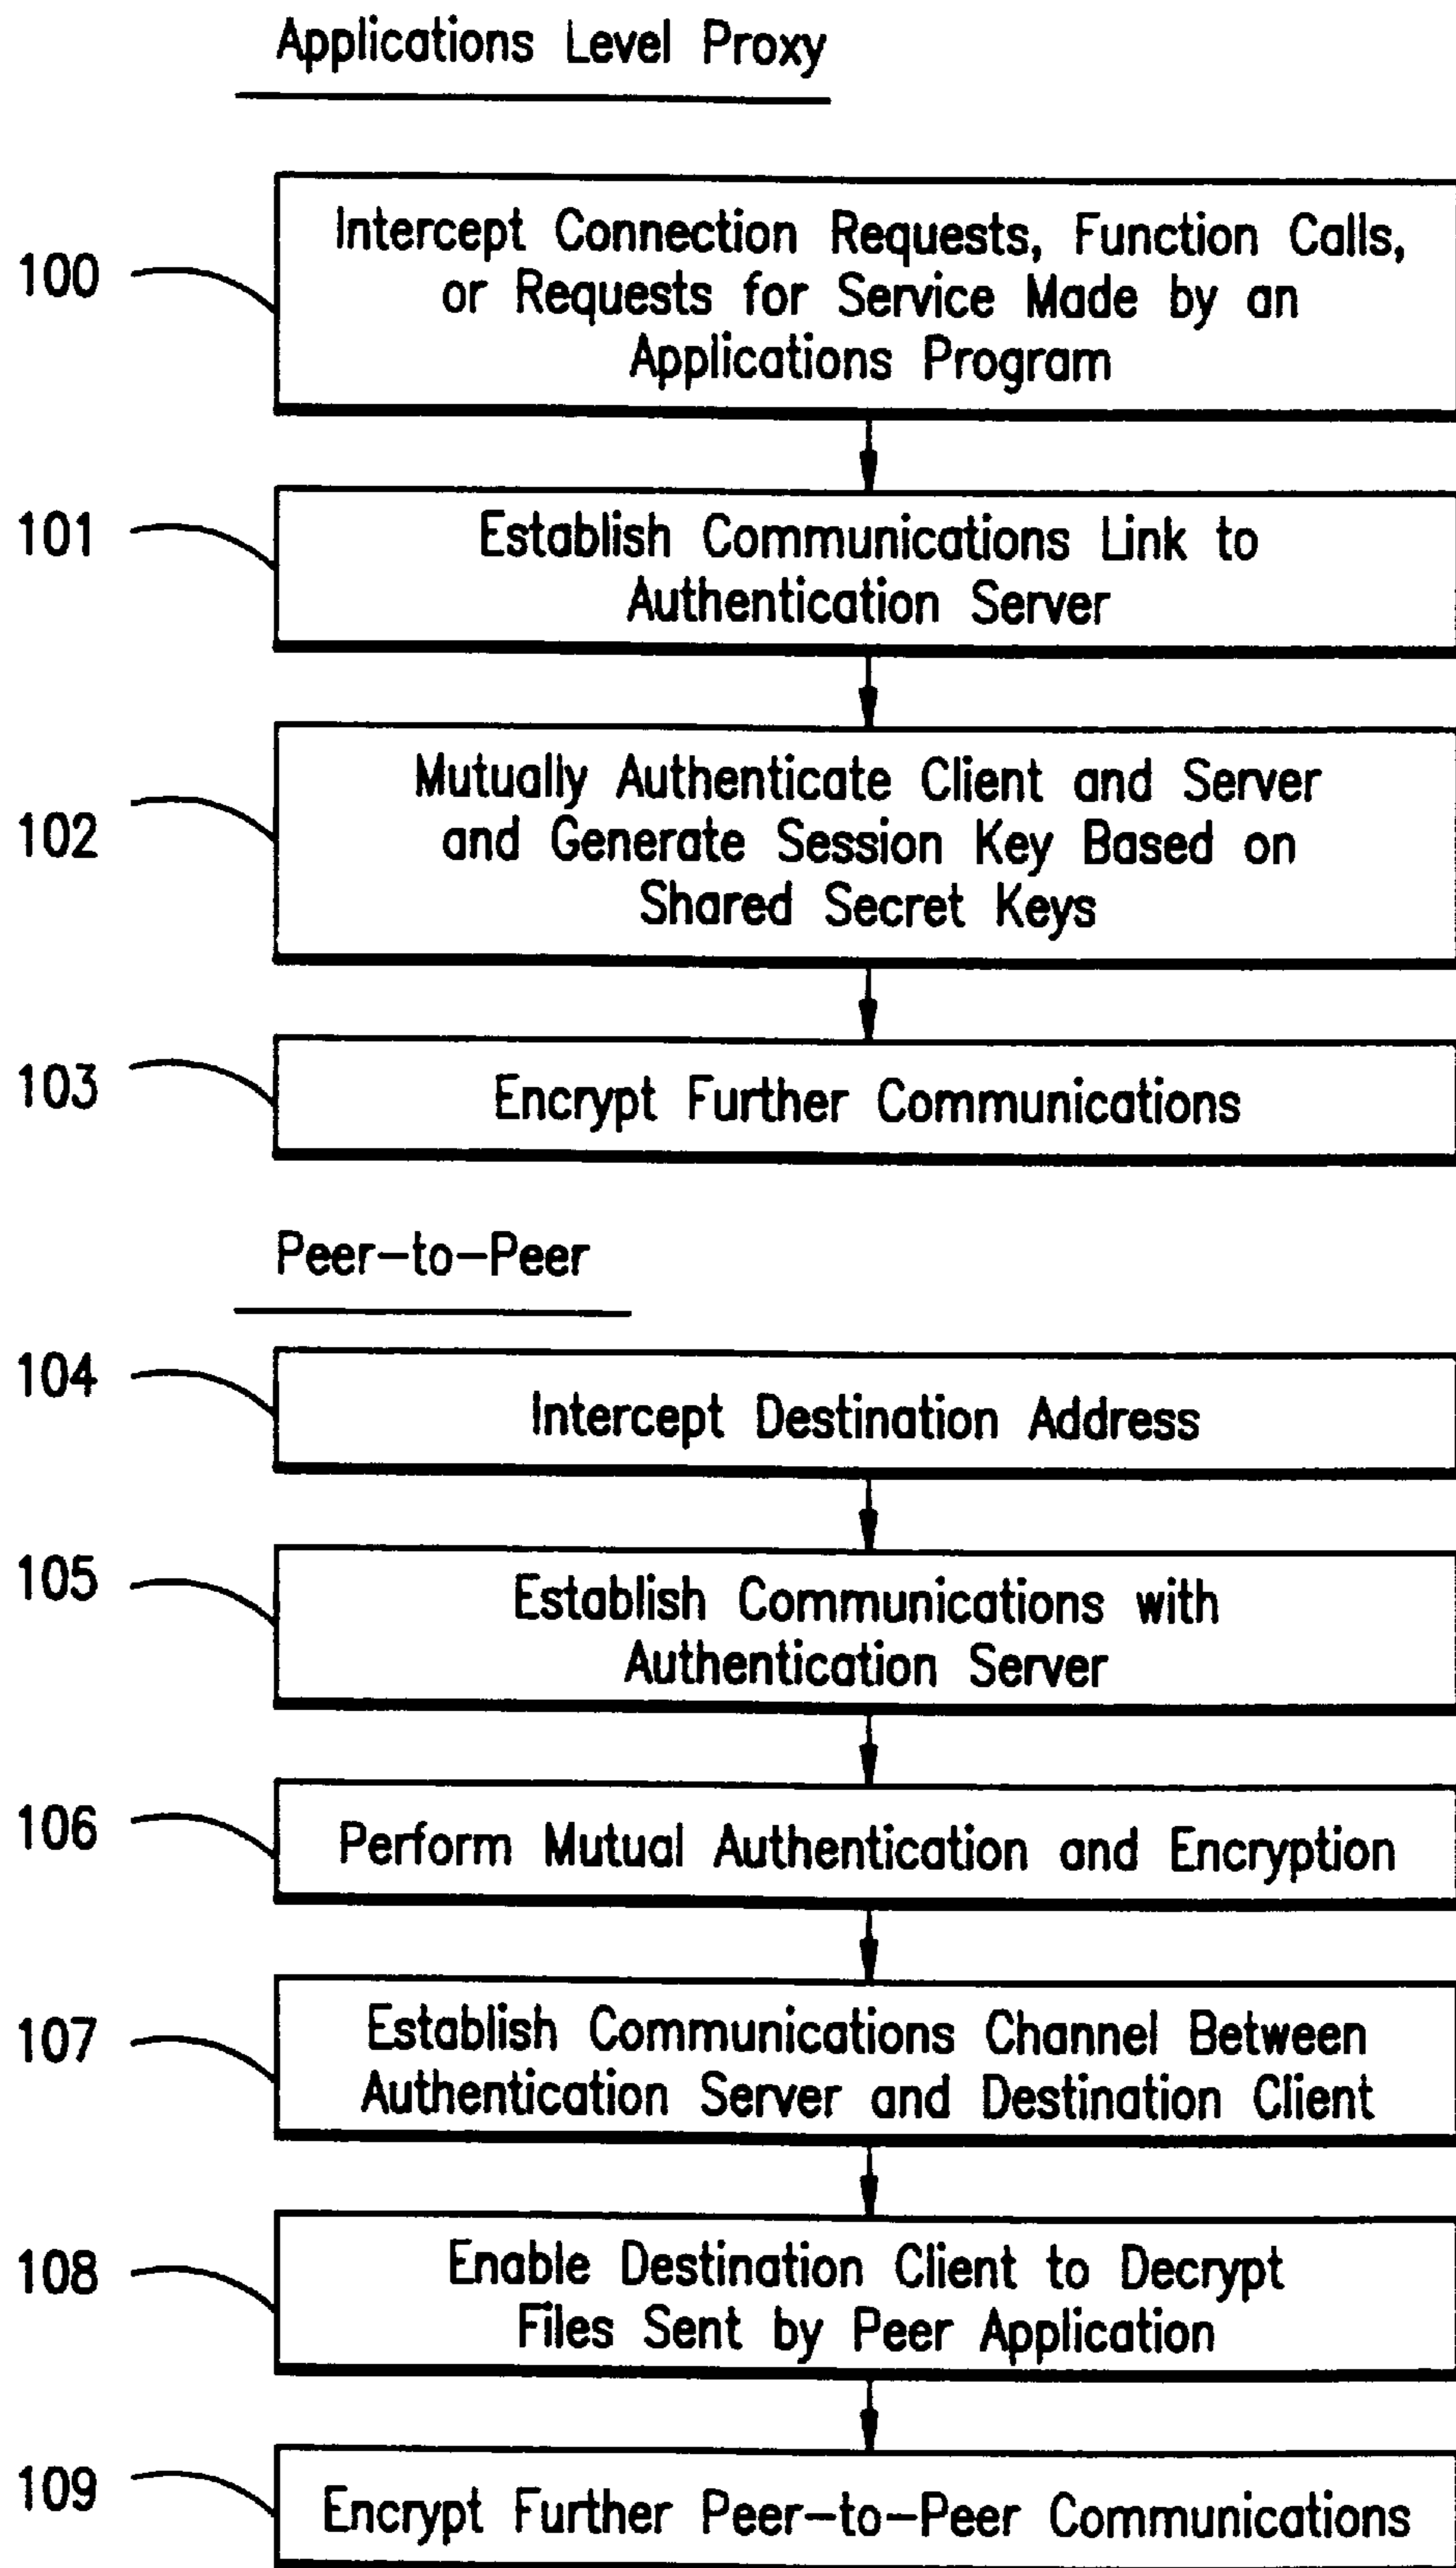 Applications Level Proxy
100
Intercept Connection Requests, Function Calls,
or Requests for Service Made by an
Applications Program
101
Establish Communications Link to
Authentication Server
102
Mutually Authenticate Client and Server
and Generate Session Key Based on
Shared Secret Keys
103
Encrypt Further Communications
Peer-to-Peer
104
Intercept Destination Address
105
Establish Communications with
Authentication Server
106
Perform Mutual Authentication and Encryption
107
Establish Communications Channel Between
Authentication Server and Destination Client
108
Enable Destination Client to Decrypt
Files Sent by Peer Application
109
Encrypt Further Peer-to-Peer Communications